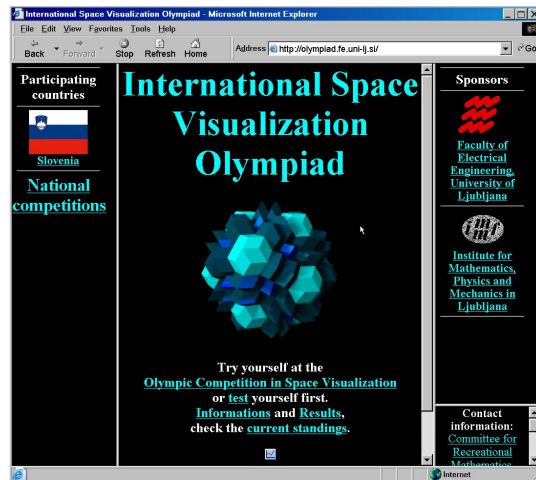 International Space Visualization Olympiad - Microsoft Internet Explorer
File Edit View Favorites Tools Help
Back Forward Stop Refresh Home Address http://olympiad.fe.uni-lj.si/ Go
Participating
countries
Slovenia
National
competitions
International Space
Visualization
Olympiad
Try yourself at the
Olympic Competition in Space Visualization
or test yourself first.
Informations and Results,
check the current standings.
Sponsors
Faculty of
Electrical
Engineering,
University of
Ljubljana
Institute for
Mathematics,
Physics and
Mechanics in
Ljubljana
Contact
information:
Committee for
Recreational
Mathematics
Internet